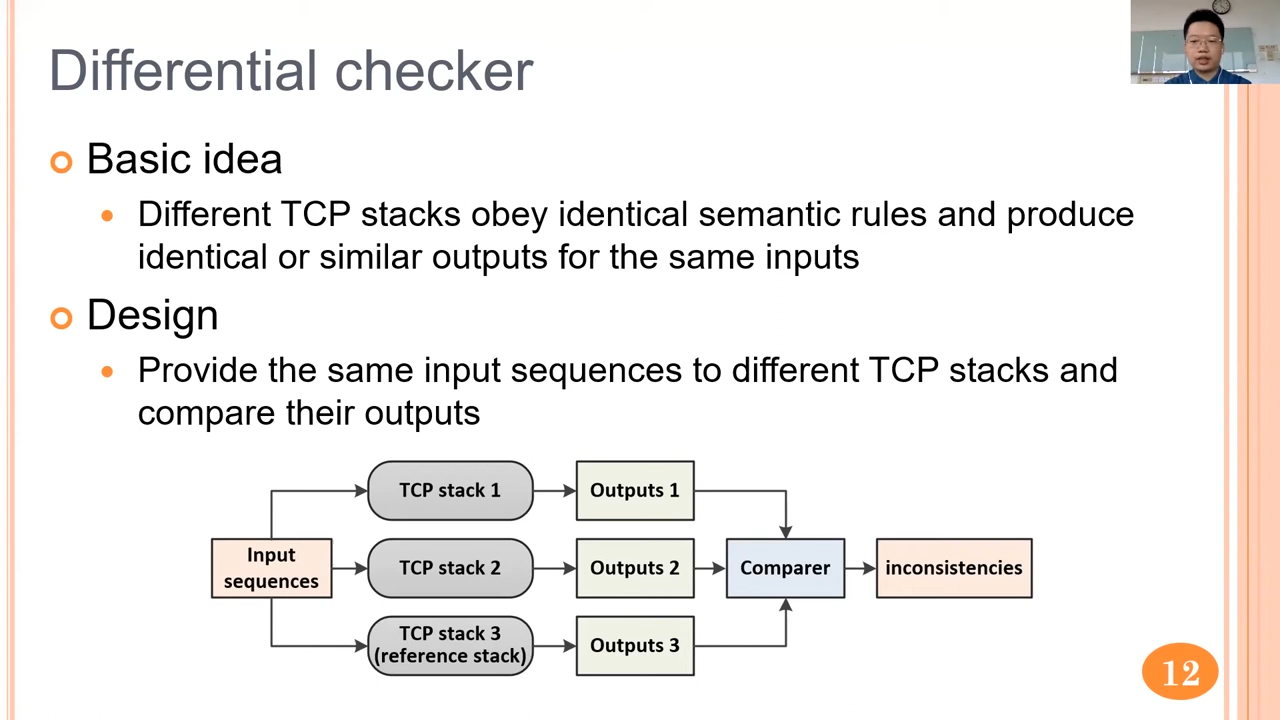 Differential checker
Basic idea
Different TCP stacks obey identical semantic rules and produce
identical or similar outputs for the same inputs
Design
Provide the same input sequences to different TCP stacks and
compare their outputs
TCP stack 1
Outputs 1
Input
sequences
TCP stack 2
Outputs 2
Comparer
inconsistencies
TCP stack 3
(reference stack)
Outputs 3
12